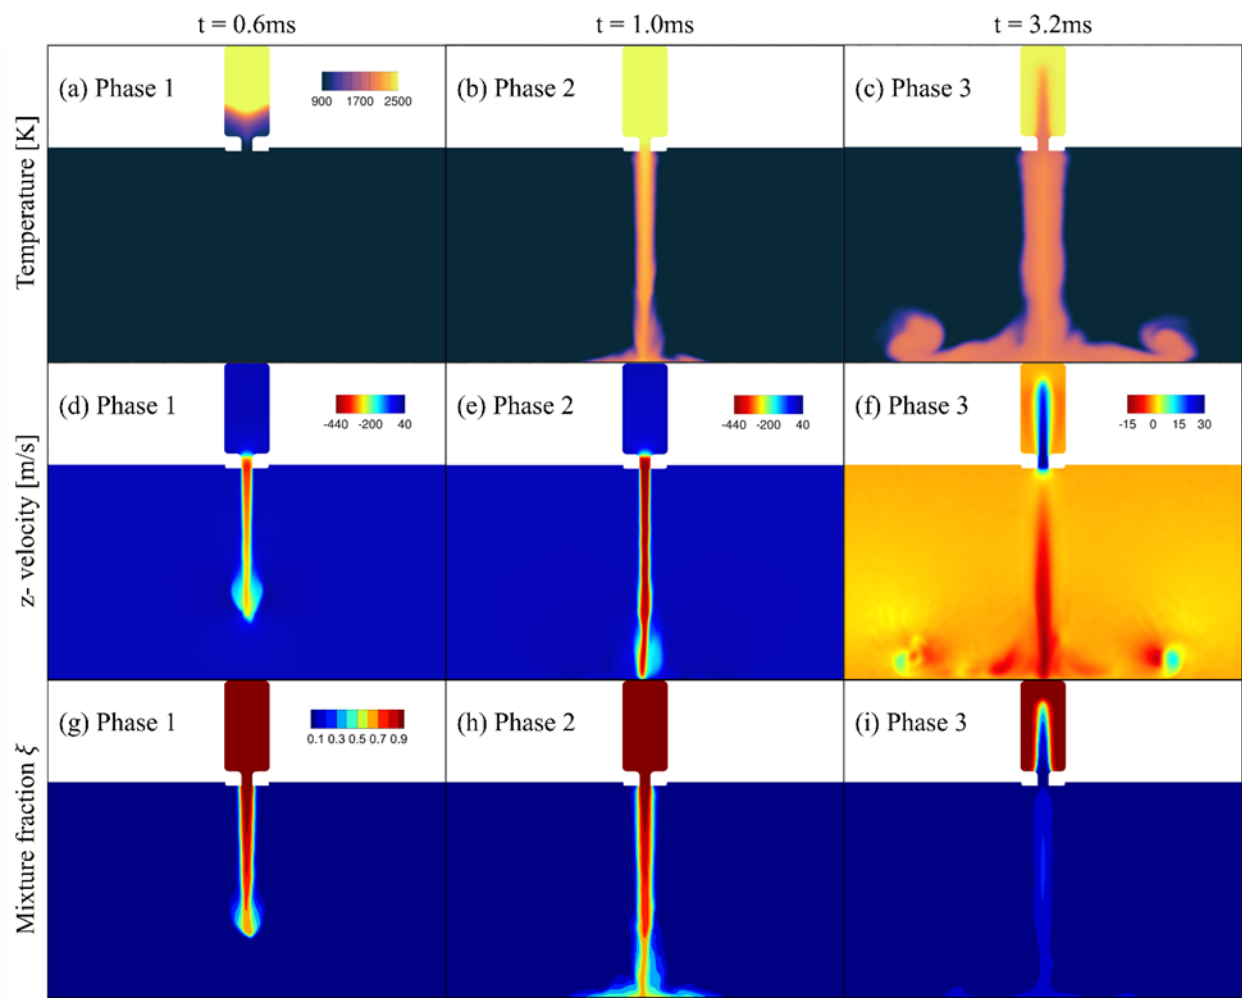 t = 0.6ms
t = 1.0ms
t = 3.2ms
Temperature [K]
(a) Phase 1
900 1700 2500
(b) Phase 2
(c) Phase 3
z- velocity [m/s]
(d) Phase 1
-440 -200 40
(e) Phase 2
-440 -200 40
(f) Phase 3
-15 0 15 30
Mixture fraction ξ
(g) Phase 1
0.1 0.3 0.5 0.7 0.9
(h) Phase 2
(i) Phase 3